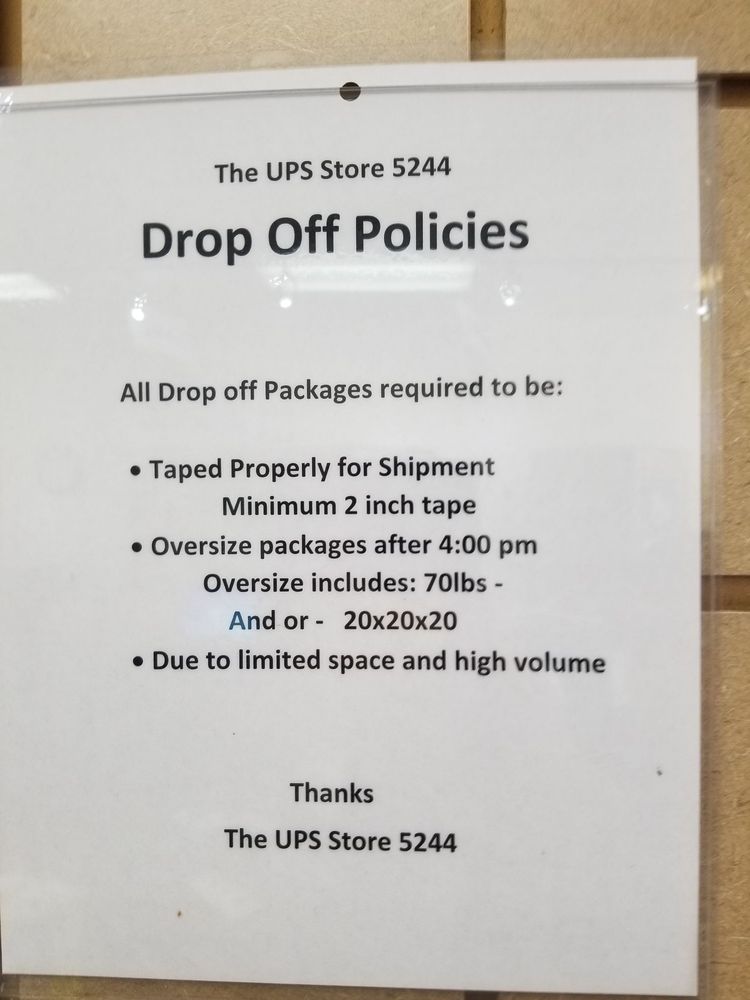 The UPS Store 5244
Drop Off Policies
All Drop off Packages required to be:
• Taped Properly for Shipment
Minimum 2 inch tape
• Oversize packages after 4:00 pm
Oversize includes: 70lbs -
And or - 20x20x20
• Due to limited space and high volume
Thanks
The UPS Store 5244